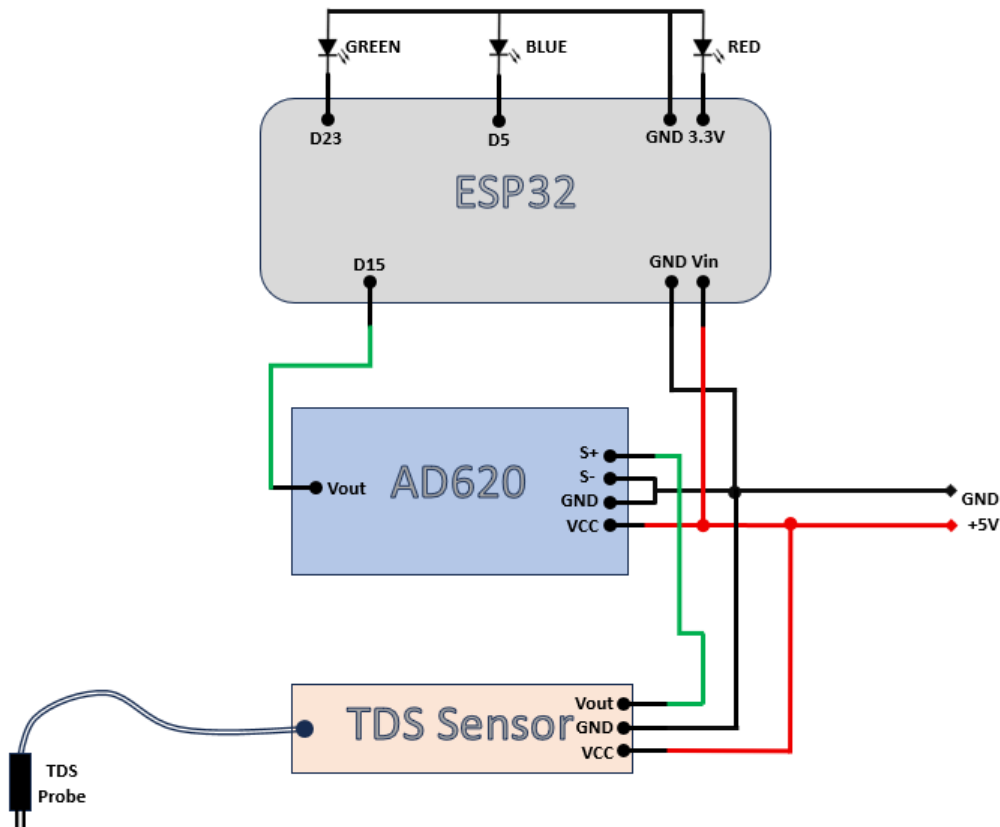 GREEN
BLUE
RED
D23
D5
GND 3.3V
ESP32
D15
GND Vin
S+
S-
AD620
Vout
GND
GND
VCC
+5V
Vout
TDS Sensor
GND
VCC
TDS
Probe